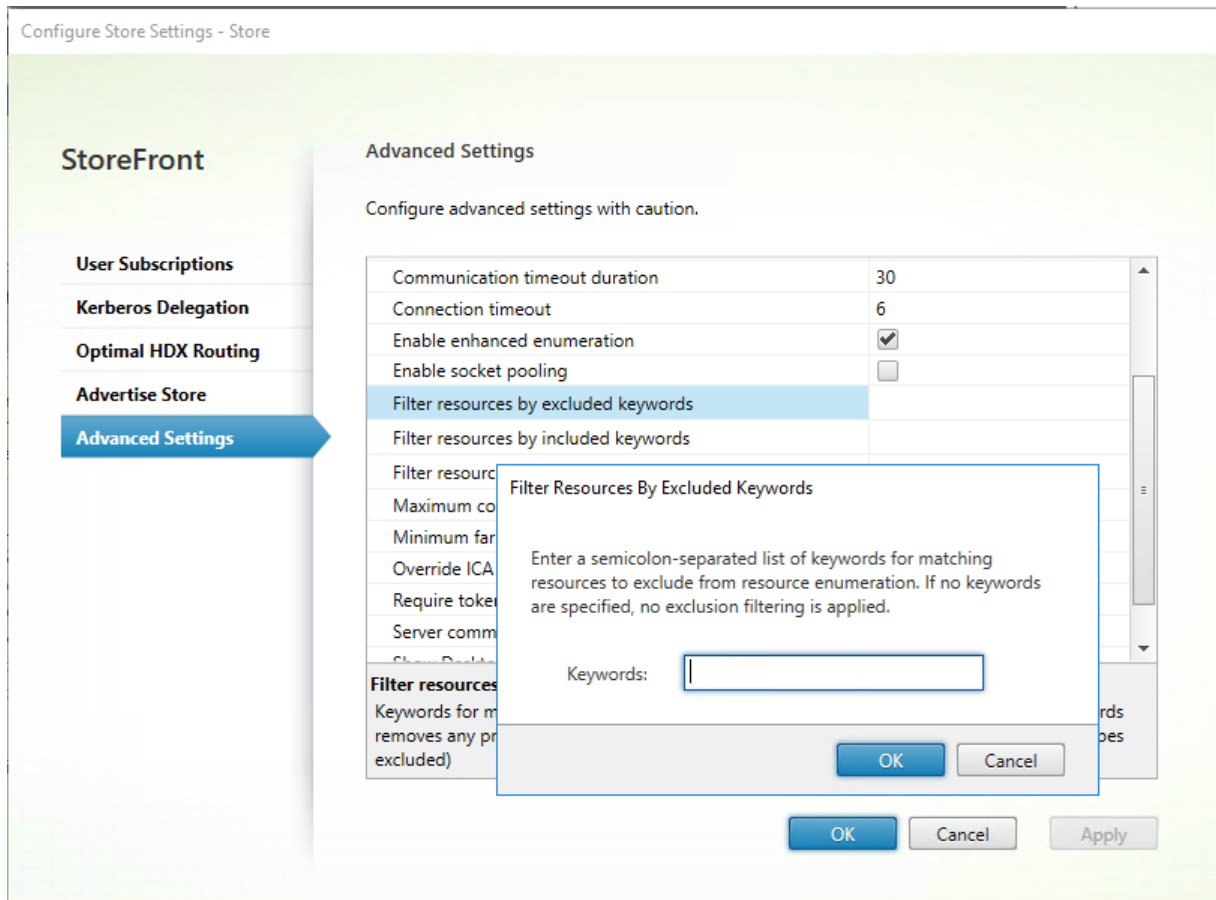 Configure Store Settings - Store
StoreFront
User Subscriptions
Kerberos Delegation
Optimal HDX Routing
Advertise Store
Advanced Settings
Advanced Settings
Configure advanced settings with caution.
Communication timeout duration 30
Connection timeout 6
Enable enhanced enumeration
Enable socket pooling
Filter resources by excluded keywords
Filter resources by included keywords
Filter resourc
Maximum co
Minimum far
Override ICA
Require token
Server comm
Filter resources
Keywords for m rds
removes any pr pes
excluded)
Filter Resources By Excluded Keywords
Enter a semicolon-separated list of keywords for matching
resources to exclude from resource enumeration. If no keywords
are specified, no exclusion filtering is applied.
Keywords:
OK Cancel
OK Cancel Apply